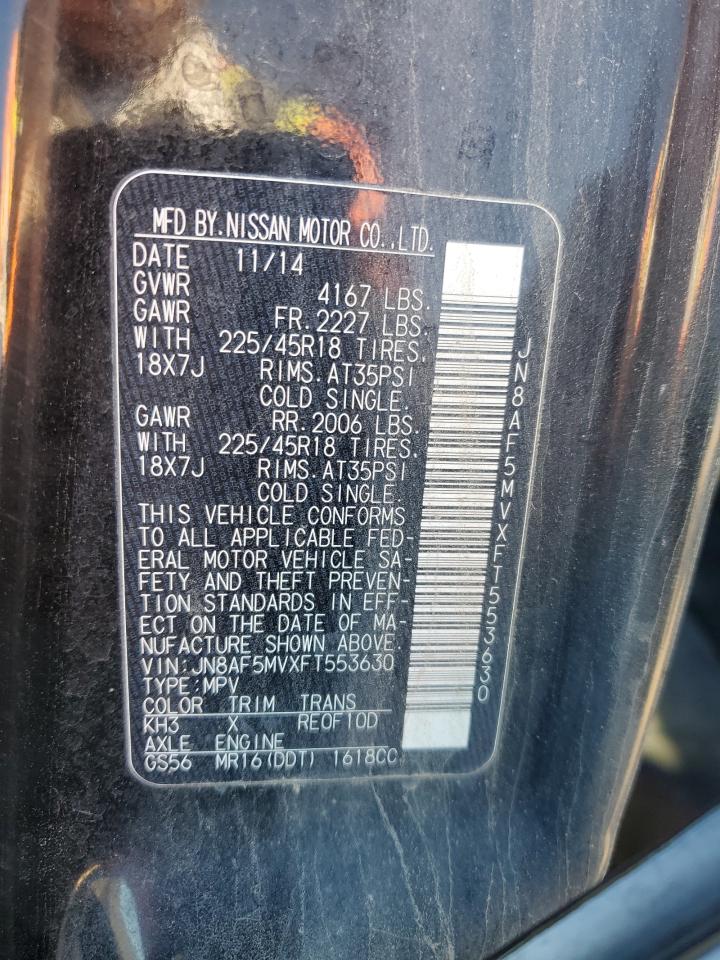 MFD BY.NISSAN MOTOR CO.,LTD.
DATE 11/14
GVWR 4167 LBS.
GAWR FR.2227 LBS.
WITH 225/45R18 TIRES.
18X7J RIMS.AT35PSI
COLD SINGLE.
GAWR RR.2006 LBS.
WITH 225/45R18 TIRES.
18X7J RIMS.AT35PSI
COLD SINGLE.
THIS VEHICLE CONFORMS
TO ALL APPLICABLE FED-
ERAL MOTOR VEHICLE SA-
FETY AND THEFT PREVEN-
TION STANDARDS IN EFF-
ECT ON THE DATE OF MA-
NUFACTURE SHOWN ABOVE.
VIN:JN8AF5MVXFT553630
TYPE:MPV
COLOR TRIM TRANS
KH3 X RE0F10D
AXLE ENGINE
GS56 MR16(DDT) 1618CC
JN8AF5MVXFT553630